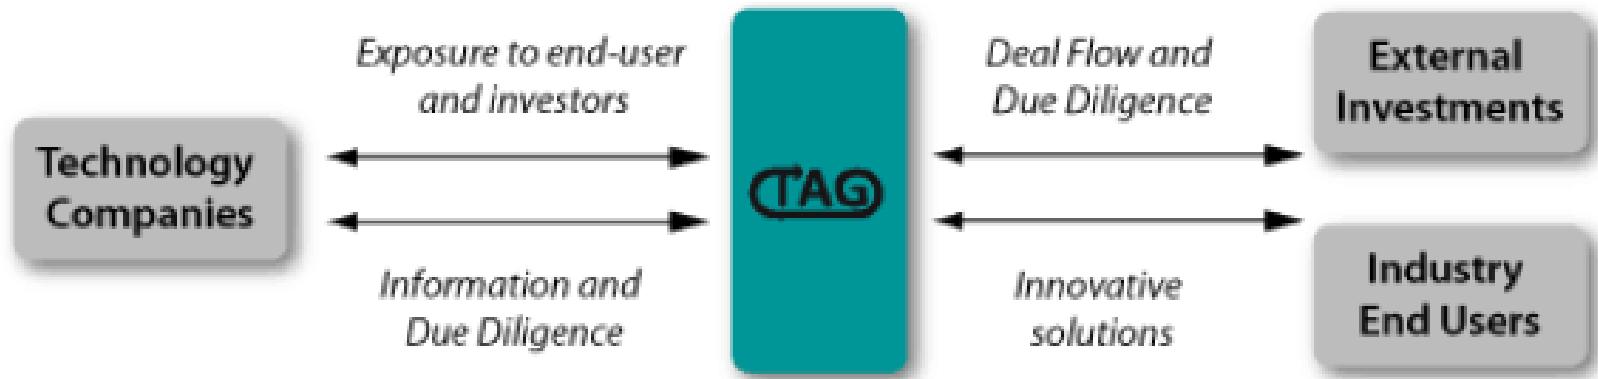 Exposure to end-user
and investors
Technology
Companies
Information and
Due Diligence
TAG
Deal Flow and
Due Diligence
Innovative
solutions
External
Investments
Industry
End Users